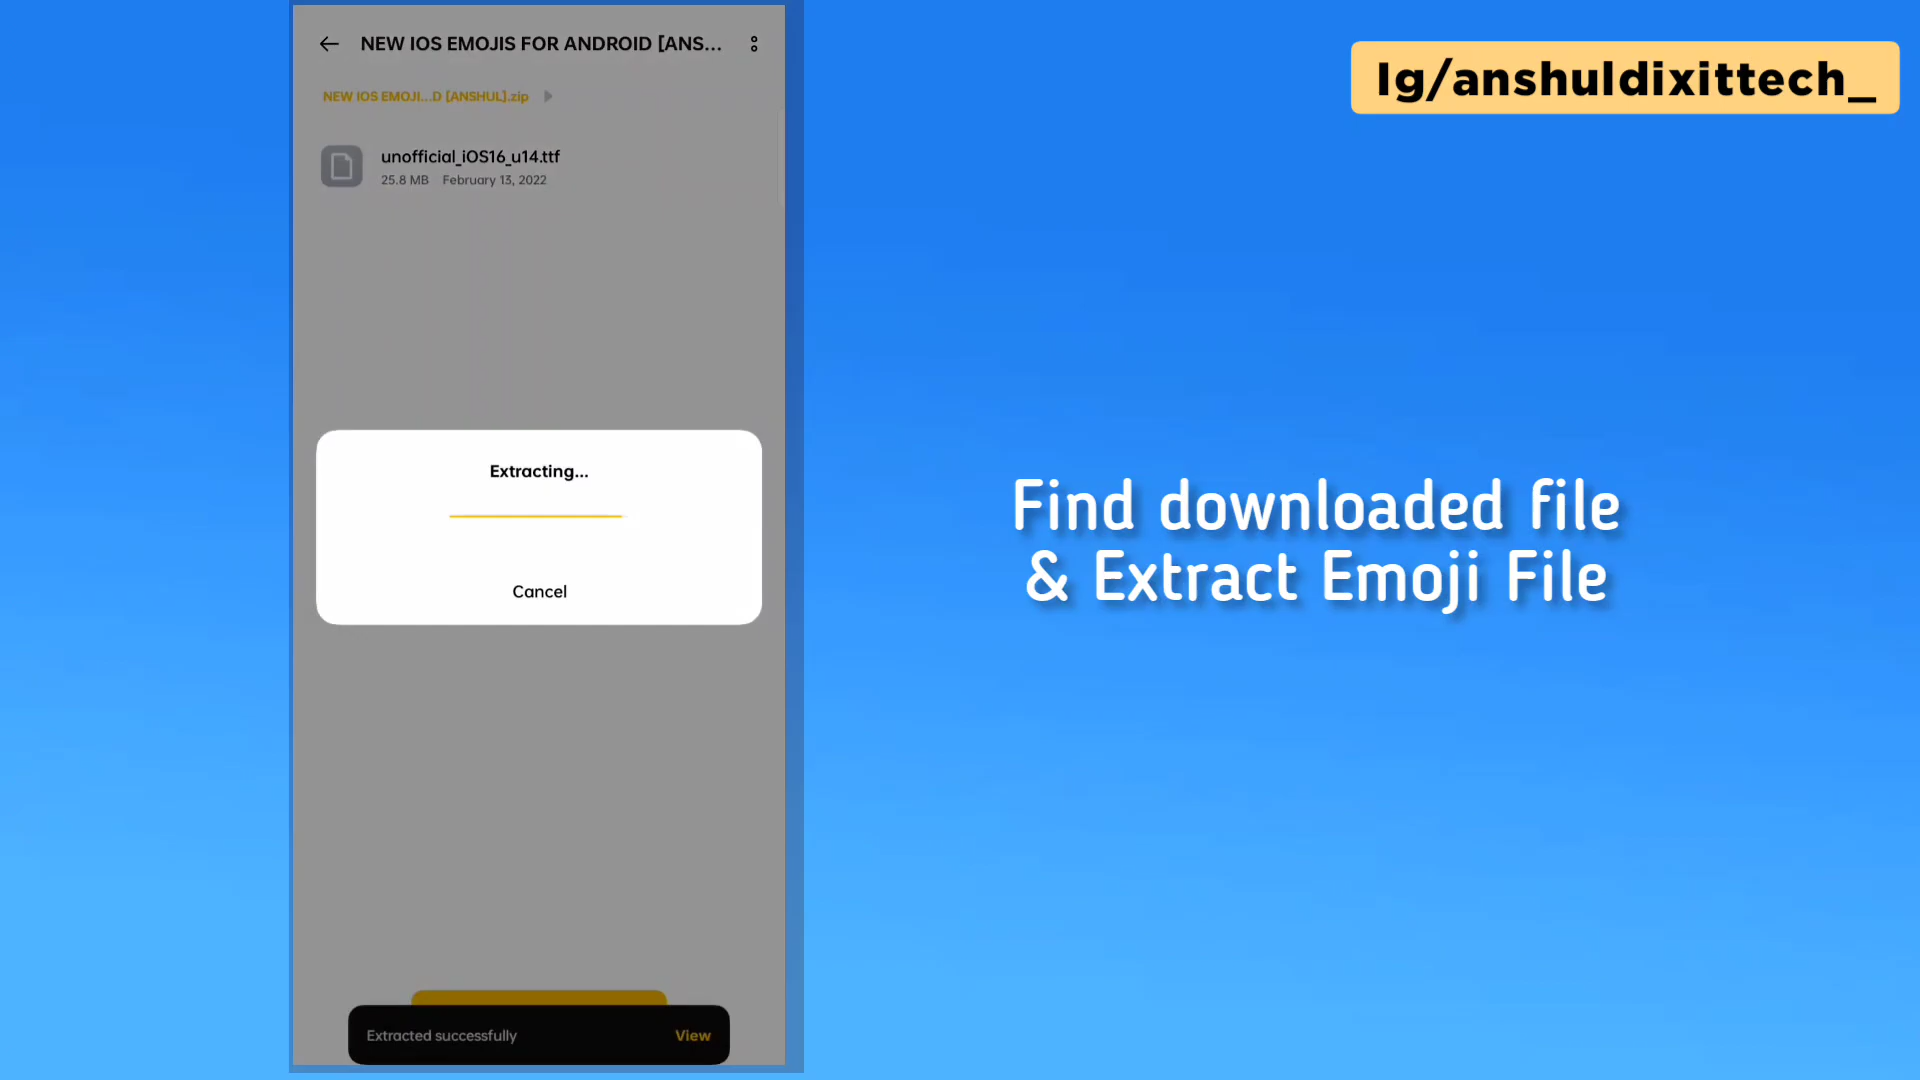 NEW IOS EMOJIS FOR ANDROID [ANS...
NEW IOS EMOJI...D [ANSHUL].zip
unofficial_iOS16_u14.ttf
25.8 MB February 13, 2022
Extracting...
Cancel
Extracted successfully View
Ig/anshuldixittech_
Find downloaded file
& Extract Emoji File